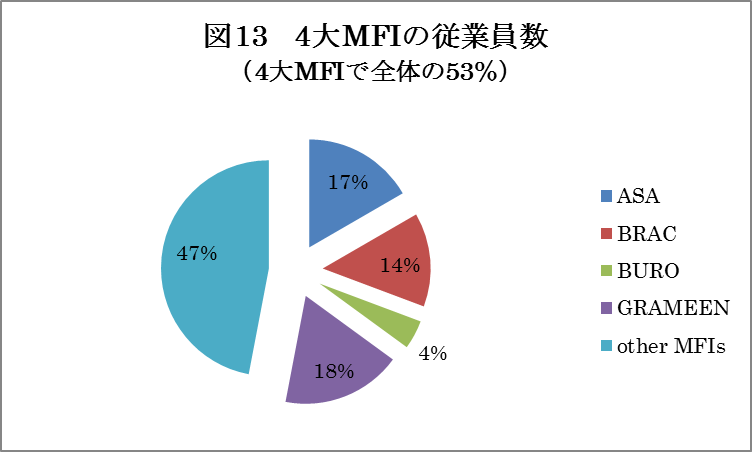 図13　4大MFIの従業員数
（4大MFIで全体の53％）
17%
14%
4%
18%
47%
ASA
BRAC
BURO
GRAMEEN
other MFIs